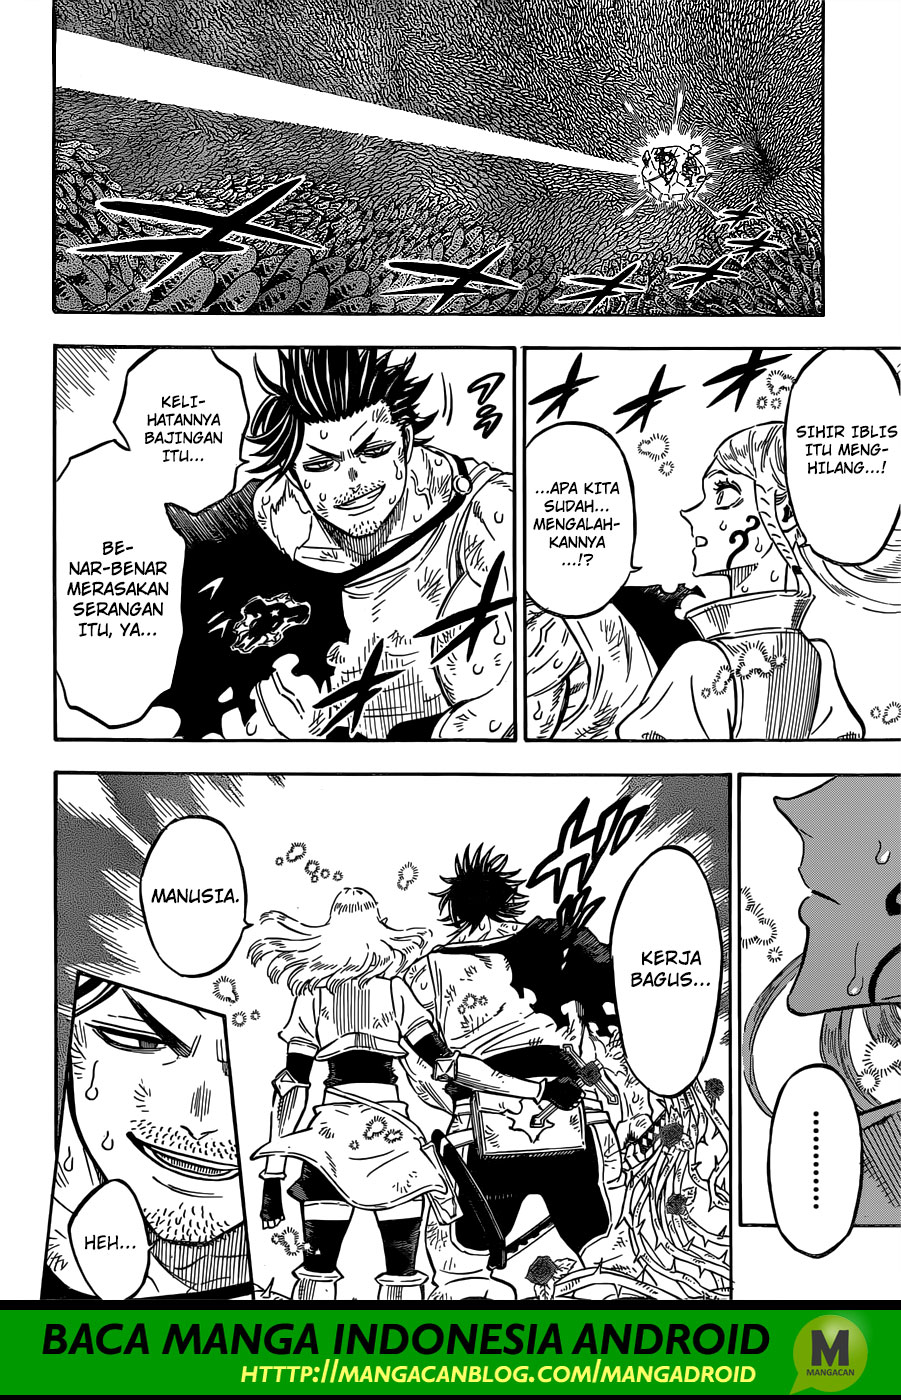 SIHIR IBLIS
ITU MENG-
HILANG...!
...APA KITA
SUDAH...
MENGALAH-
KANNYA
...!?
KELI-
HATANNYA
BAJINGAN
ITU...
BE-
NAR-BENAR
MERASAKAN
SERANGAN
ITU, YA...
............
KERJA
BAGUS...
MANUSIA.
HEH...
BACA MANGA INDONESIA ANDROID
HTTTP://MANGACANBLOG.COM/MANGADROID
M
MANGACAN